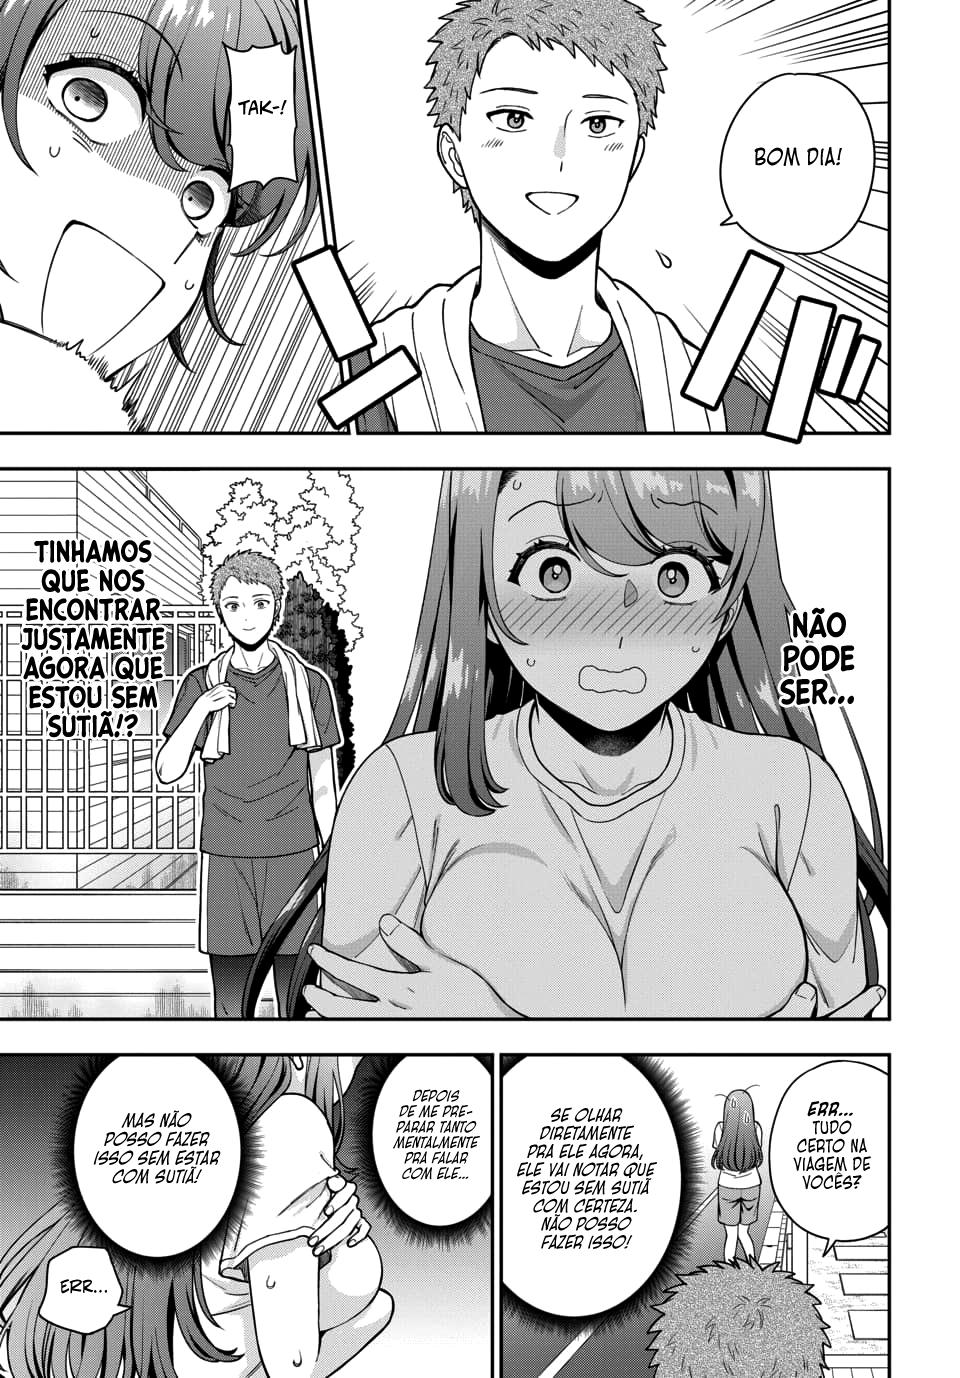 BOM DIA!
TAK-!
NÃO
PODE
SER...
TINHAMOS
QUE NOS
ENCONTRAR
JUSTAMENTE
AGORA QUE
ESTOU SEM
SUTIÃ!?
ERR...
TUDO
CERTO NA
VIAGEM DE
VOCÊS?
SE OLHAR
DIRETAMENTE
PRA ELE AGORA,
ELE VAI NOTAR QUE
ESTOU SEM SUTIÃ
COM CERTEZA.
NÃO POSSO
FAZER ISSO!
DEPOIS
DE ME PREPARAR TANTO
MENTALMENTE
PRA FALAR
COM ELE...
MAS NÃO
POSSO FAZER
ISSO SEM ESTAR
COM SUTIÃ!
ERR...